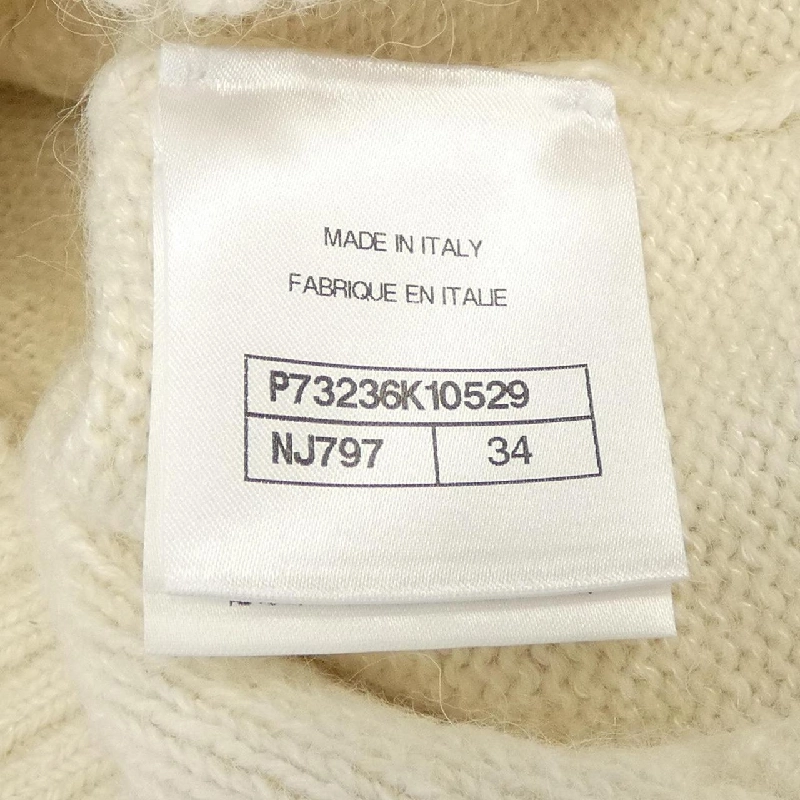 MADE IN ITALY
FABRIQUE EN ITALIE
P73236K10529
NJ797 34